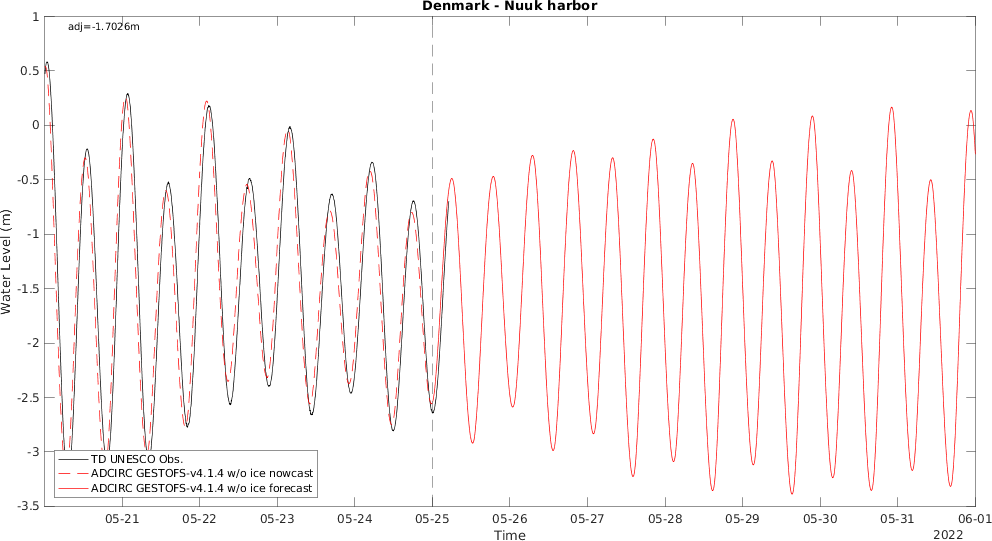 Denmark - Nuuk harbor
adj=-1.7026m
1
0.5
0
-0.5
-1
-1.5
-2
-2.5
-3
-3.5
Water Level (m)
TD UNESCO Obs.
ADCIRC GESTOFS-v4.1.4 w/o ice nowcast
ADCIRC GESTOFS-v4.1.4 w/o ice forecast
05-21 05-22 05-23 05-24 05-25 05-26 05-27 05-28 05-29 05-30 05-31 06-01
Time
2022